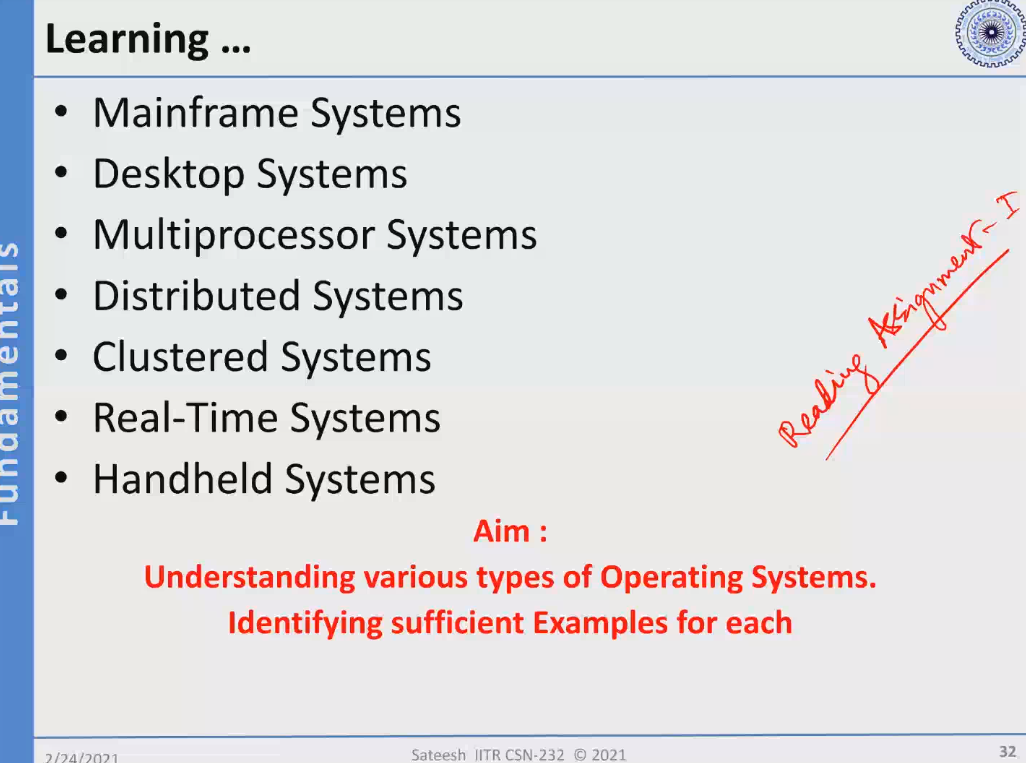 Learning ...
• Mainframe Systems
• Desktop Systems
• Multiprocessor Systems
• Distributed Systems
• Clustered Systems
• Real-Time Systems
• Handheld Systems
Reading Assignment - I
Aim :
Understanding various types of Operating Systems.
Identifying sufficient Examples for each
Fundamentals
2/24/2021
Sateesh IITR CSN-232 © 2021
32